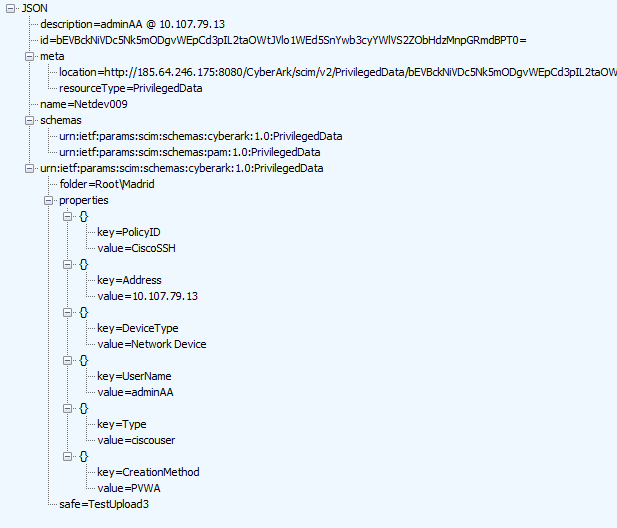 JSON
description=adminAA @ 10.107.79.13
id=bEVBckNiVDc5Nk5mODgvWEpCd3pIL2taOWtJVlo1WEd5SnYwb3cyYWlVS2ZObHdzMnpGRmdBPT0=
meta
location=http://185.64.246.175:8080/CyberArk/scim/v2/PrivilegedData/bEVBckNiVDc5Nk5mODgvWEpCd3pIL2taOW
resourceType=PrivilegedData
name=Netdev009
schemas
urn:ietf:params:scim:schemas:cyberark:1.0:PrivilegedData
urn:ietf:params:scim:schemas:pam:1.0:PrivilegedData
urn:ietf:params:scim:schemas:cyberark:1.0:PrivilegedData
folder=Root\Madrid
properties
{}
key=PolicyID
value=CiscoSSH
{}
key=Address
value=10.107.79.13
{}
key=DeviceType
value=Network Device
{}
key=UserName
value=adminAA
{}
key=Type
value=ciscouser
{}
key=CreationMethod
value=PVWA
safe=TestUpload3